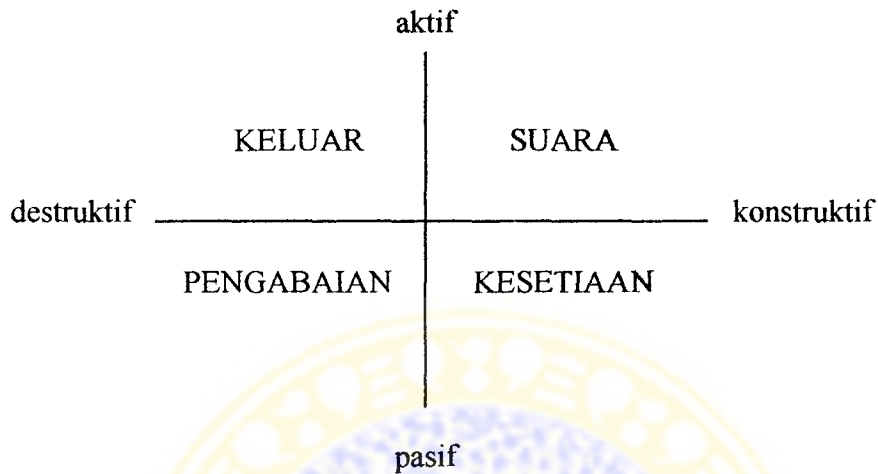 aktif
KELUAR SUARA
destruktif konstruktif
PENGABAIAN KESETIAAN
pasif